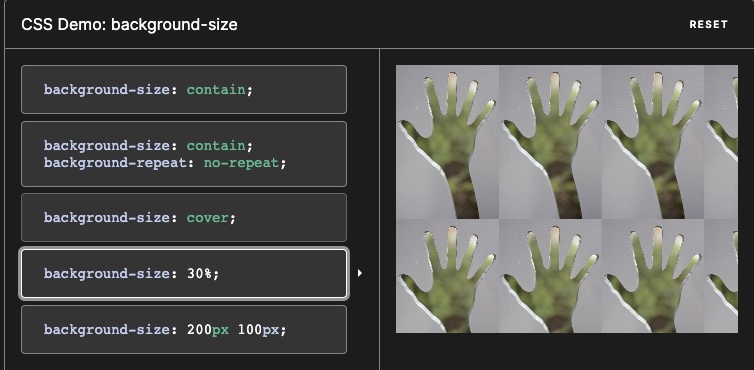 CSS Demo: background-size
RESET
background-size: contain;
background-size: contain;
background-repeat: no-repeat;
background-size: cover;
background-size: 30%;
background-size: 200px 100px;